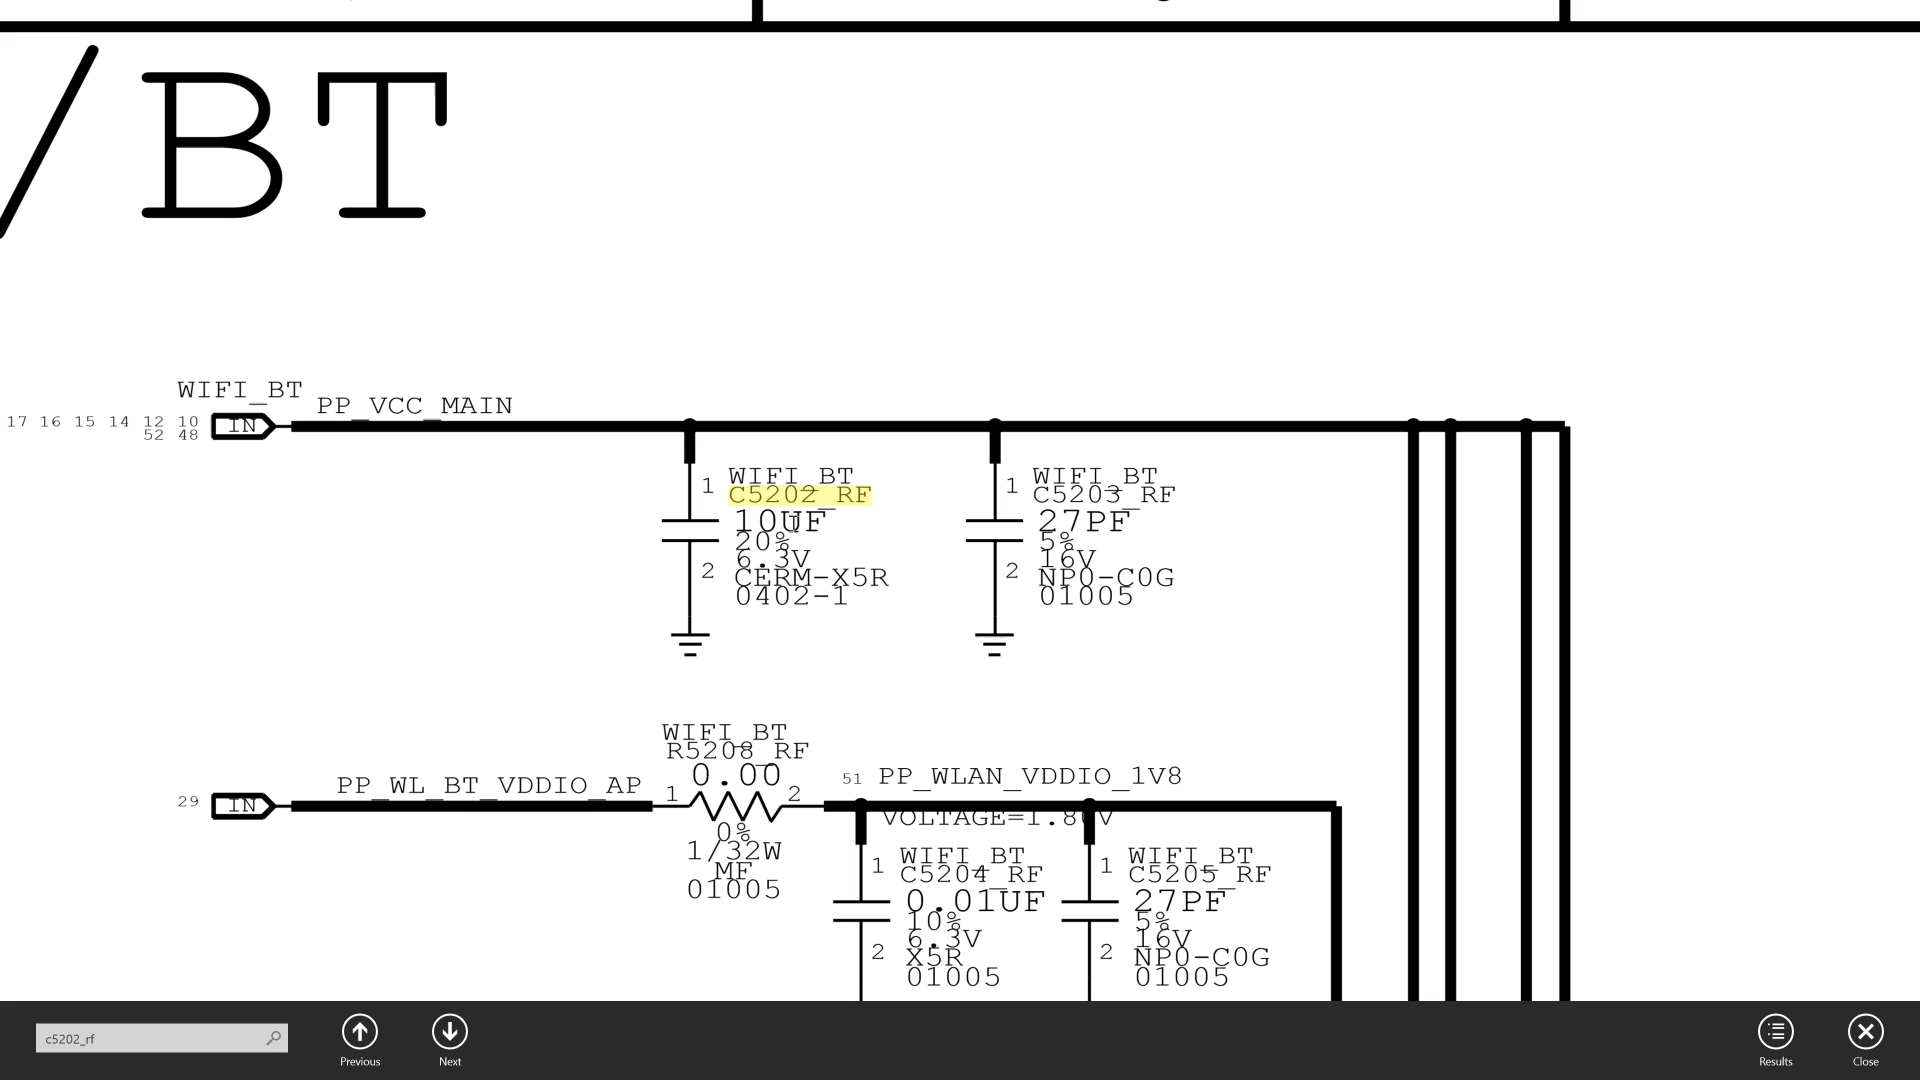 /BT
WIFI_BT
PP_VCC_MAIN
17 16 15 14 12 10
52 48
IN
1
WIFI_BT
C5202_RF
10UF
20%
6.3V
2
CERM-X5R
0402-1
1
WIFI_BT
C5203_RF
27PF
5%
16V
2
NP0-C0G
01005
29
IN
PP_WL_BT_VDDIO_AP
WIFI_BT
R5208_RF
0.00
1
2
0%
1/32W
MF
01005
51 PP_WLAN_VDDIO_1V8
VOLTAGE=1.80V
1
WIFI_BT
C5204_RF
0.01UF
10%
6.3V
2
X5R
01005
1
WIFI_BT
C5205_RF
27PF
5%
16V
2
NP0-C0G
01005
c5202_rf
Previous
Next
Results
Close